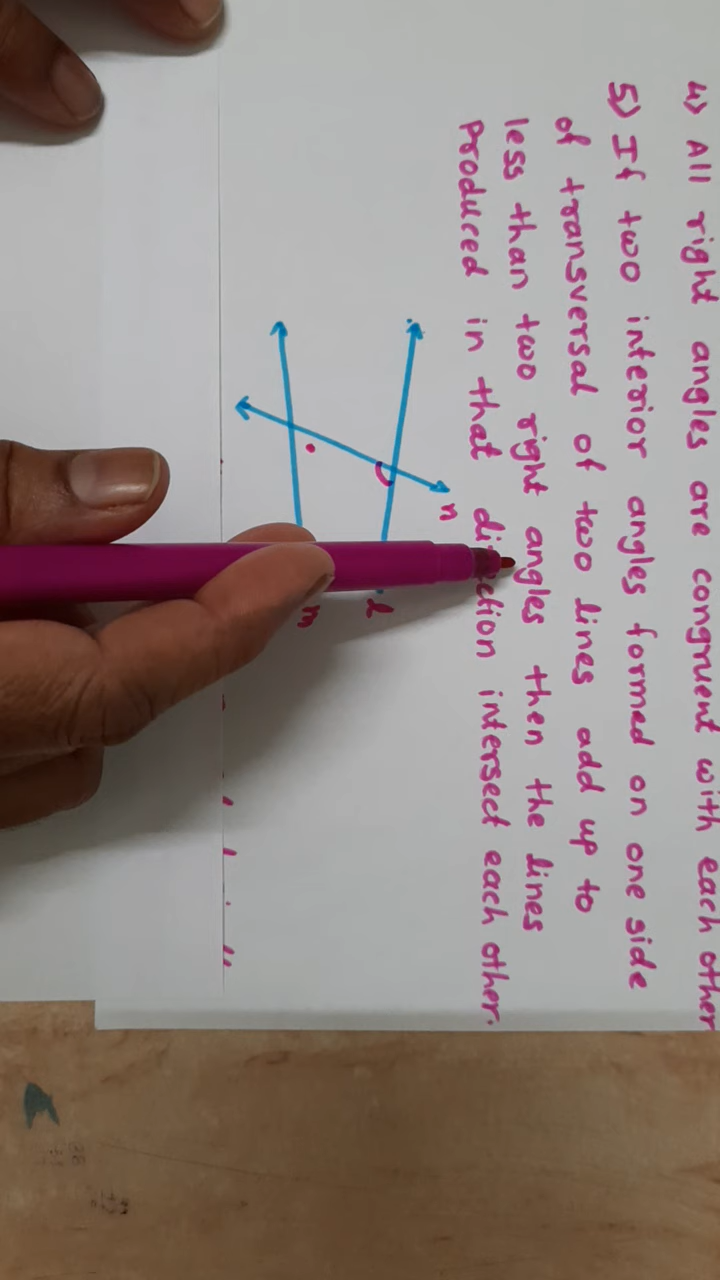 4) All right angles are congruent with each other
5) If two interior angles formed on one side
of transversal of two lines add up to
less than two right angles then the lines
produced in that direction intersect each other.
n
l
m